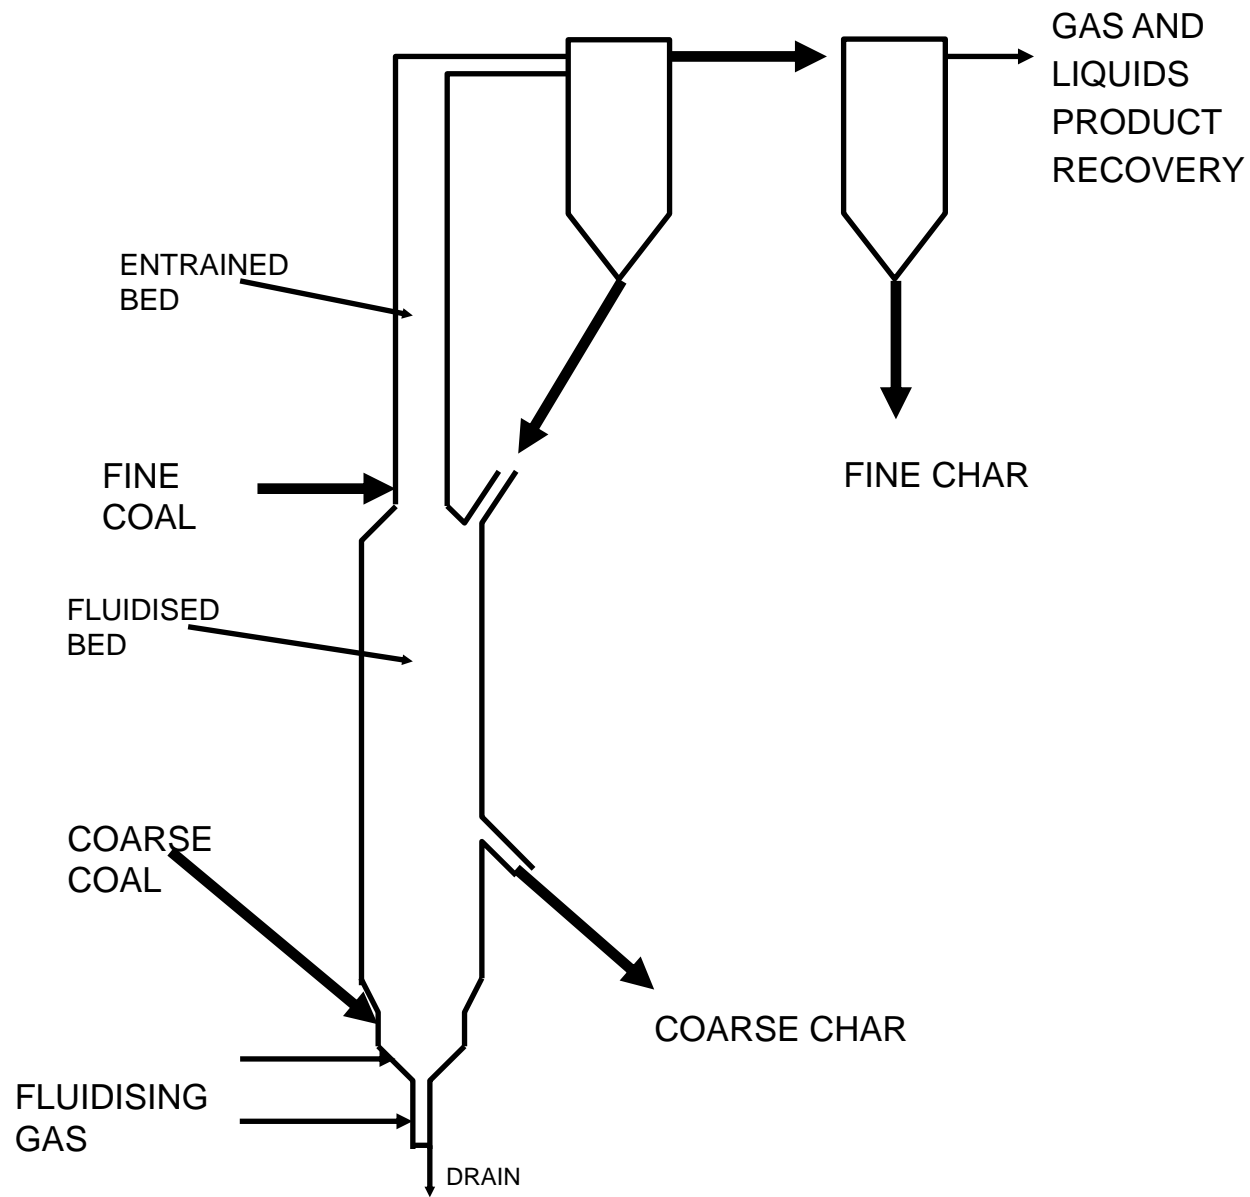 GAS AND
LIQUIDS
PRODUCT
RECOVERY
ENTRAINED
BED
FINE
COAL
FINE CHAR
FLUIDISED
BED
COARSE
COAL
COARSE CHAR
FLUIDISING
GAS
DRAIN